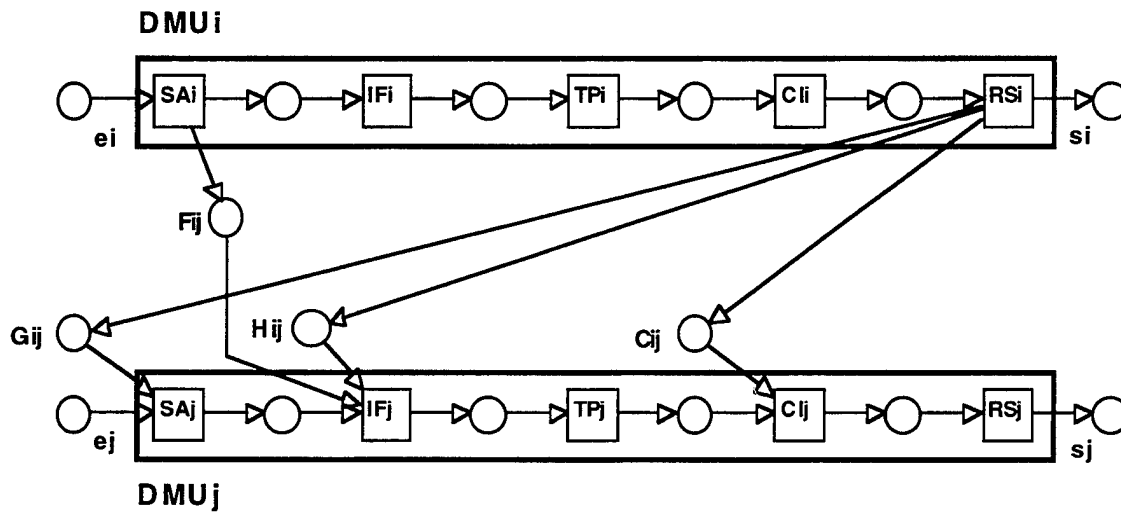 DMUi
SAi IFi TPi CIi RSi
ei si
Fij
Gij Hij Cij
SAj IFj TPj CIj RSj
ej sj
DMUj